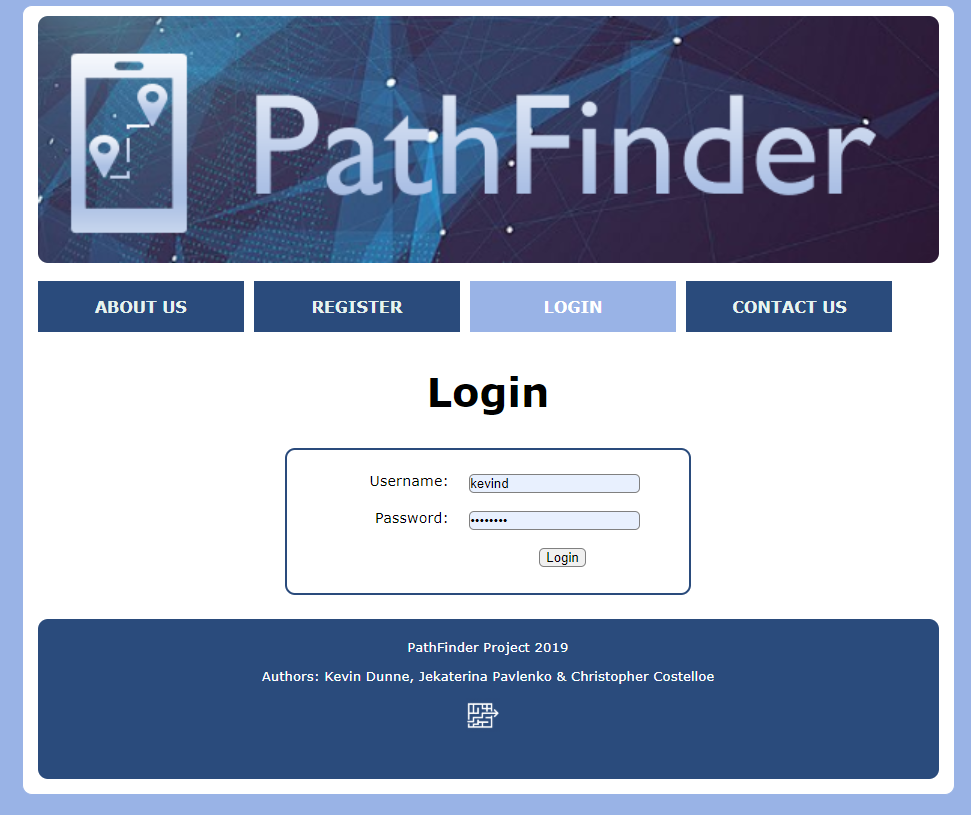 PathFinder
ABOUT US
REGISTER
LOGIN
CONTACT US
Login
Username: kevind
Password: ••••••••
Login
PathFinder Project 2019
Authors: Kevin Dunne, Jekaterina Pavlenko & Christopher Costelloe